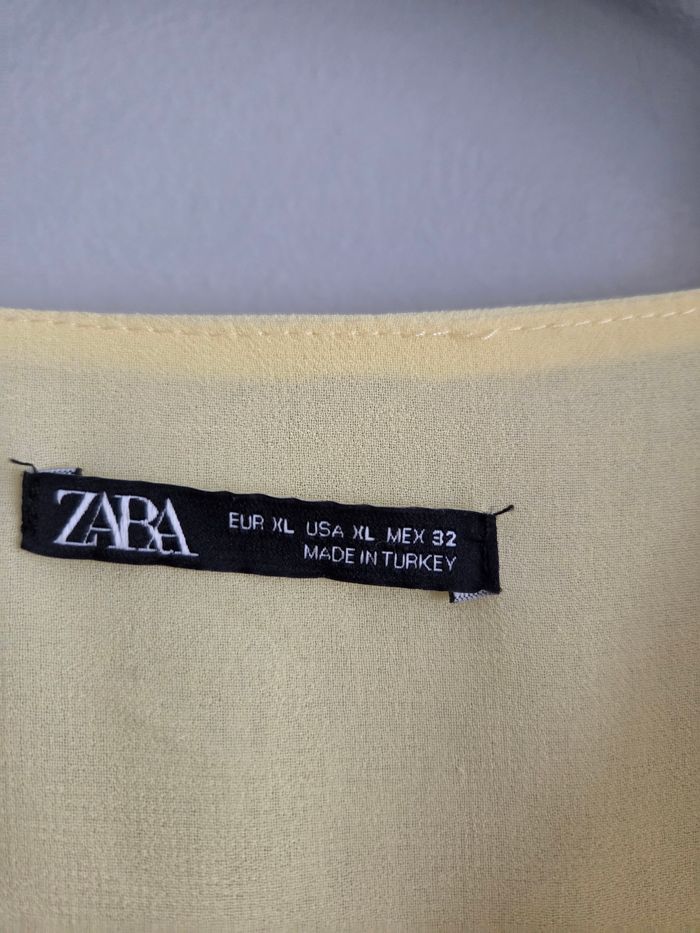 ZARA
EUR XL USA XL MEX 32
MADE IN TURKEY